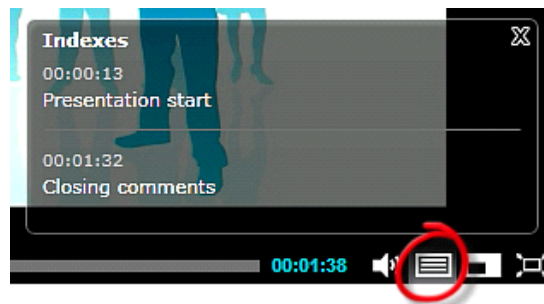 Indexes
00:00:13
Presentation start
00:01:32
Closing comments
00:01:38